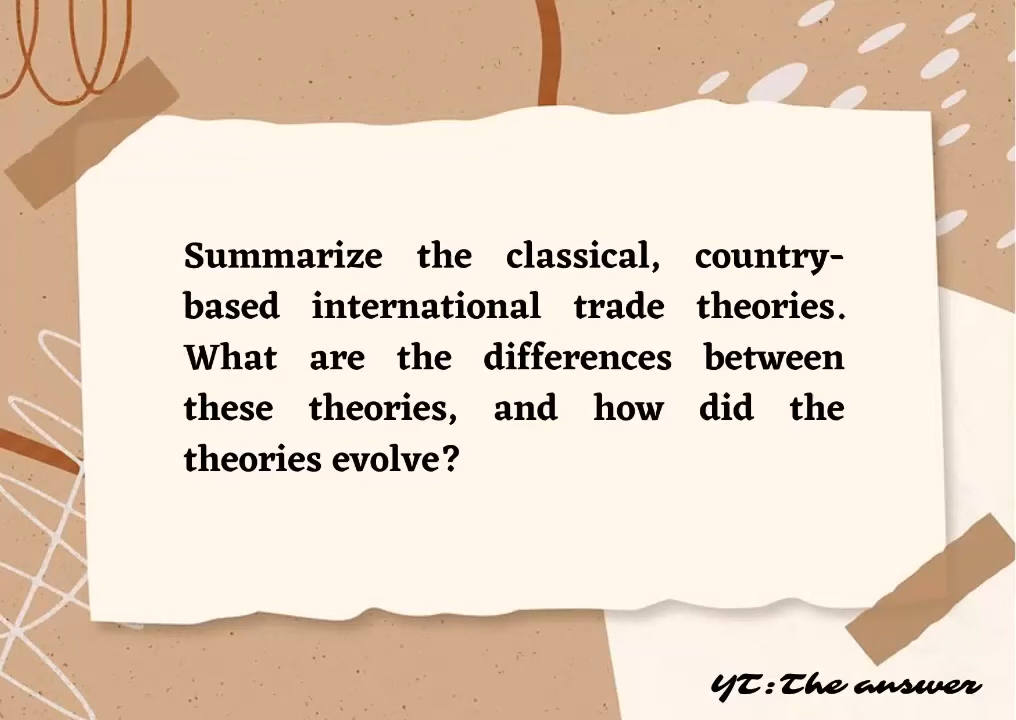 Summarize the classical, country-
based international trade theories.
What are the differences between
these theories, and how did the
theories evolve?
YT:The answer